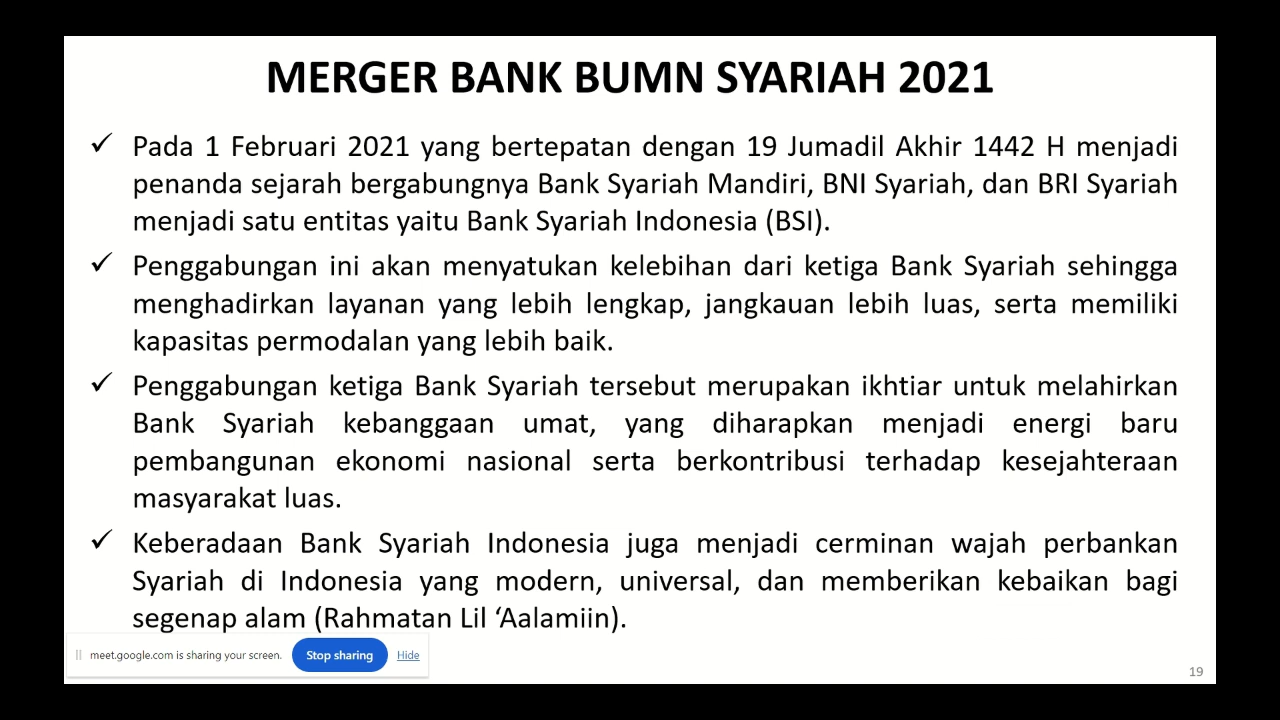 MERGER BANK BUMN SYARIAH 2021
✓ Pada 1 Februari 2021 yang bertepatan dengan 19 Jumadil Akhir 1442 H menjadi
penanda sejarah bergabungnya Bank Syariah Mandiri, BNI Syariah, dan BRI Syariah
menjadi satu entitas yaitu Bank Syariah Indonesia (BSI).
✓ Penggabungan ini akan menyatukan kelebihan dari ketiga Bank Syariah sehingga
menghadirkan layanan yang lebih lengkap, jangkauan lebih luas, serta memiliki
kapasitas permodalan yang lebih baik.
✓ Penggabungan ketiga Bank Syariah tersebut merupakan ikhtiar untuk melahirkan
Bank Syariah kebanggaan umat, yang diharapkan menjadi energi baru
pembangunan ekonomi nasional serta berkontribusi terhadap kesejahteraan
masyarakat luas.
✓ Keberadaan Bank Syariah Indonesia juga menjadi cerminan wajah perbankan
Syariah di Indonesia yang modern, universal, dan memberikan kebaikan bagi
segenap alam (Rahmatan Lil ‘Aalamiin).
meet.google.com is sharing your screen. Stop sharing Hide
19